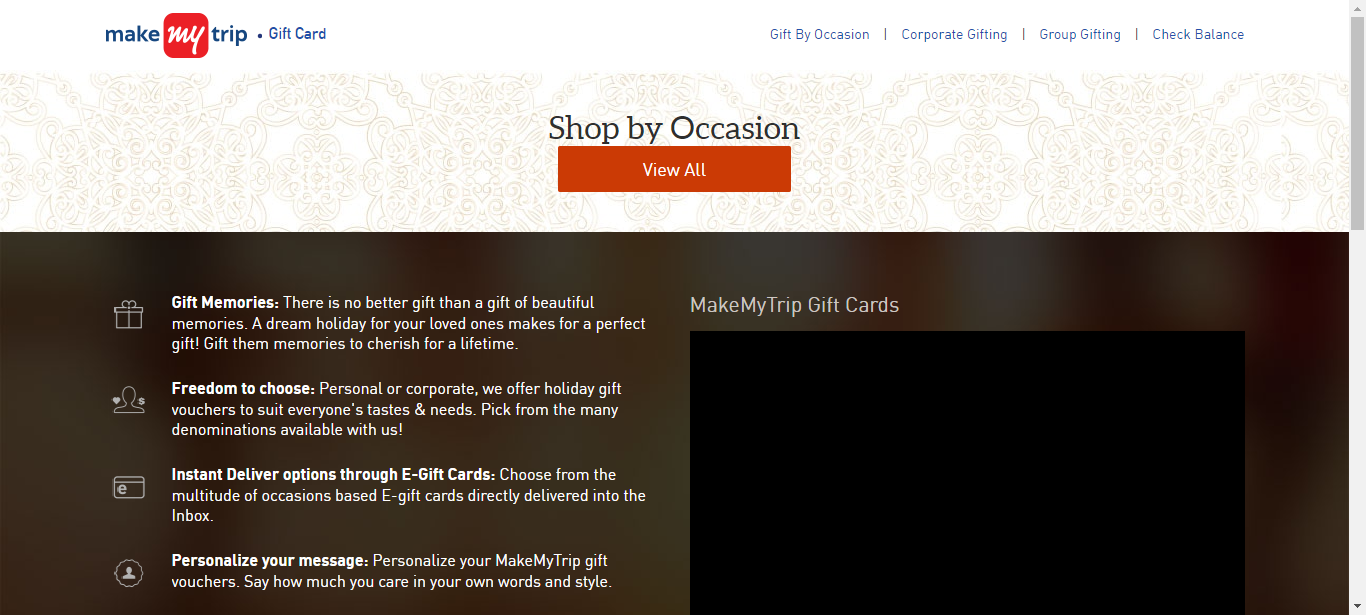 make my trip • Gift Card
Gift By Occasion | Corporate Gifting | Group Gifting | Check Balance
Shop by Occasion
View All
Gift Memories: There is no better gift than a gift of beautiful
memories. A dream holiday for your loved ones makes for a perfect
gift! Gift them memories to cherish for a lifetime.
Freedom to choose: Personal or corporate, we offer holiday gift
vouchers to suit everyone's tastes & needs. Pick from the many
denominations available with us!
Instant Deliver options through E-Gift Cards: Choose from the
multitude of occasions based E-gift cards directly delivered into the
Inbox.
Personalize your message: Personalize your MakeMyTrip gift
vouchers. Say how much you care in your own words and style.
MakeMyTrip Gift Cards